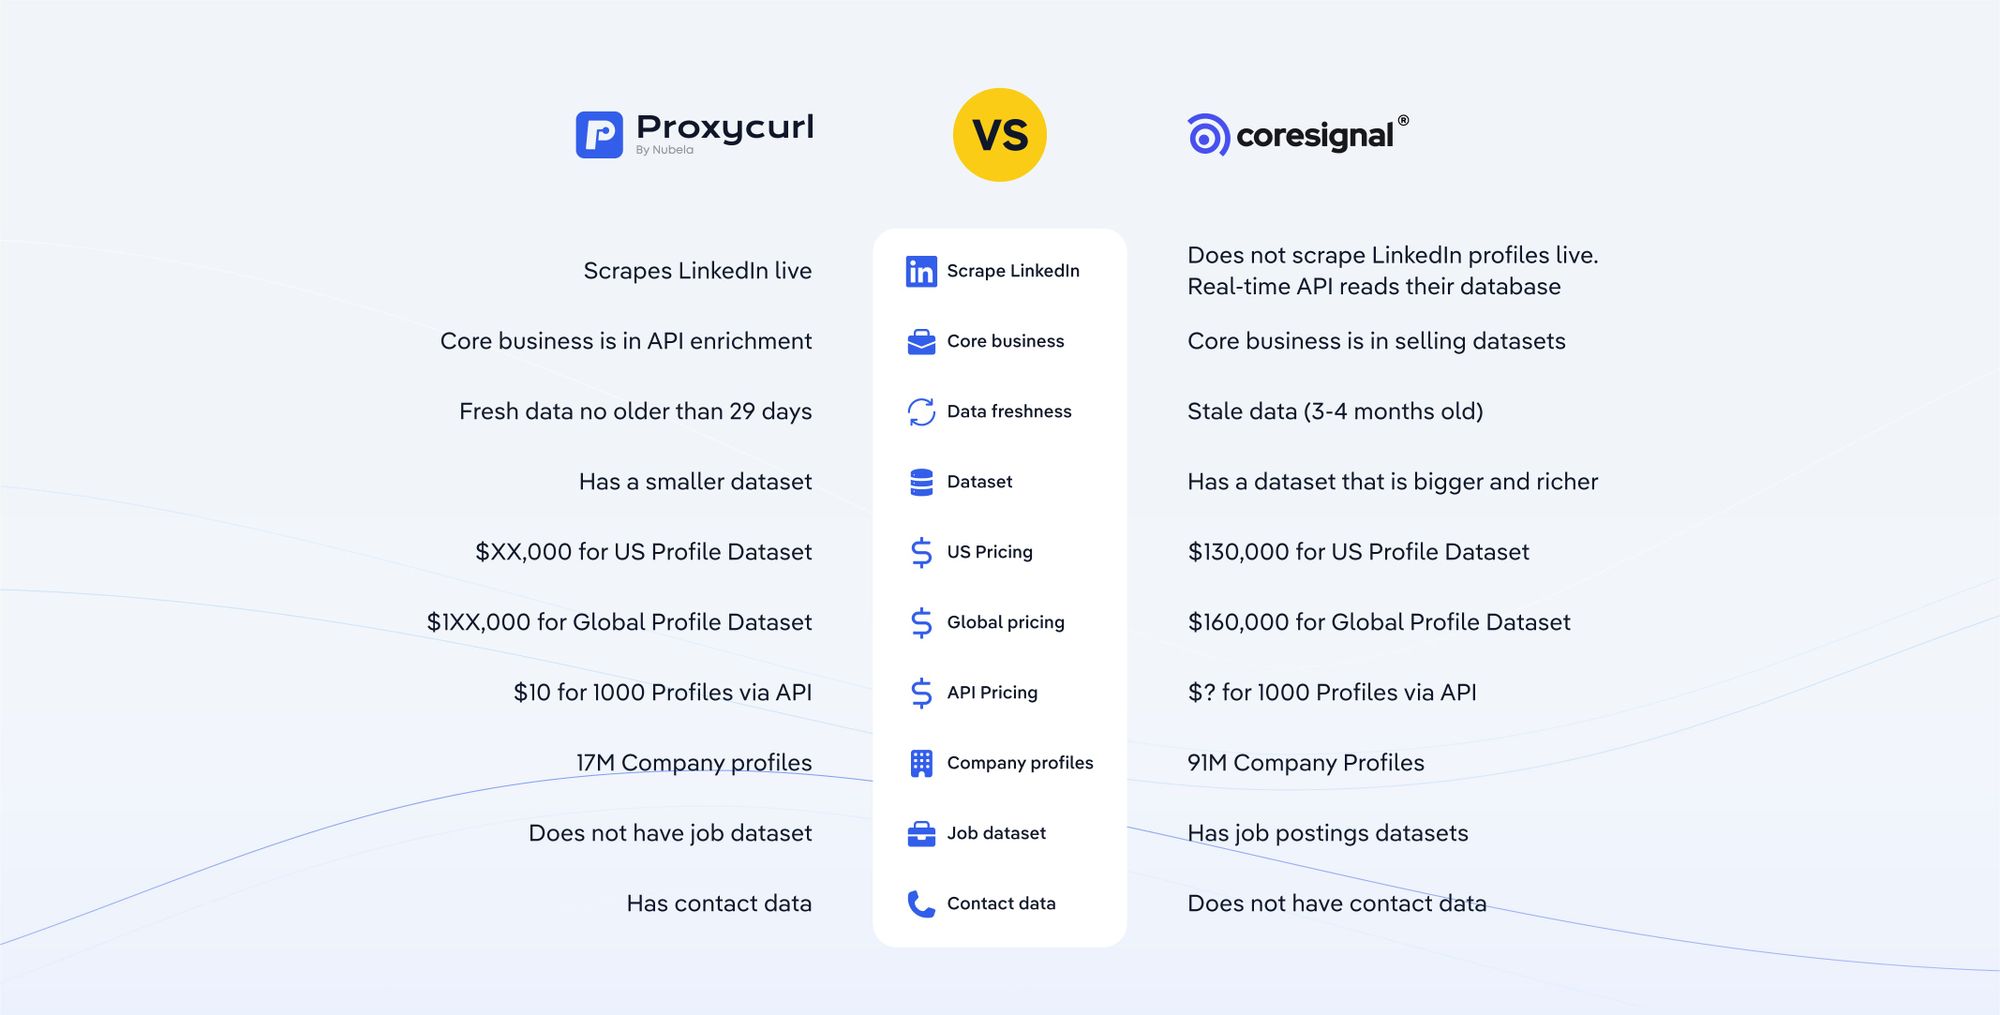 Proxycurl
By Nubela
VS
coresignal®
Scrapes LinkedIn live
Scrape LinkedIn
Does not scrape LinkedIn profiles live.
Real-time API reads their database
Core business is in API enrichment
Core business
Core business is in selling datasets
Fresh data no older than 29 days
Data freshness
Stale data (3-4 months old)
Has a smaller dataset
Dataset
Has a dataset that is bigger and richer
$XX,000 for US Profile Dataset
US Pricing
$130,000 for US Profile Dataset
$1XX,000 for Global Profile Dataset
Global pricing
$160,000 for Global Profile Dataset
$10 for 1000 Profiles via API
API Pricing
$? for 1000 Profiles via API
17M Company profiles
Company profiles
91M Company Profiles
Does not have job dataset
Job dataset
Has job postings datasets
Has contact data
Contact data
Does not have contact data